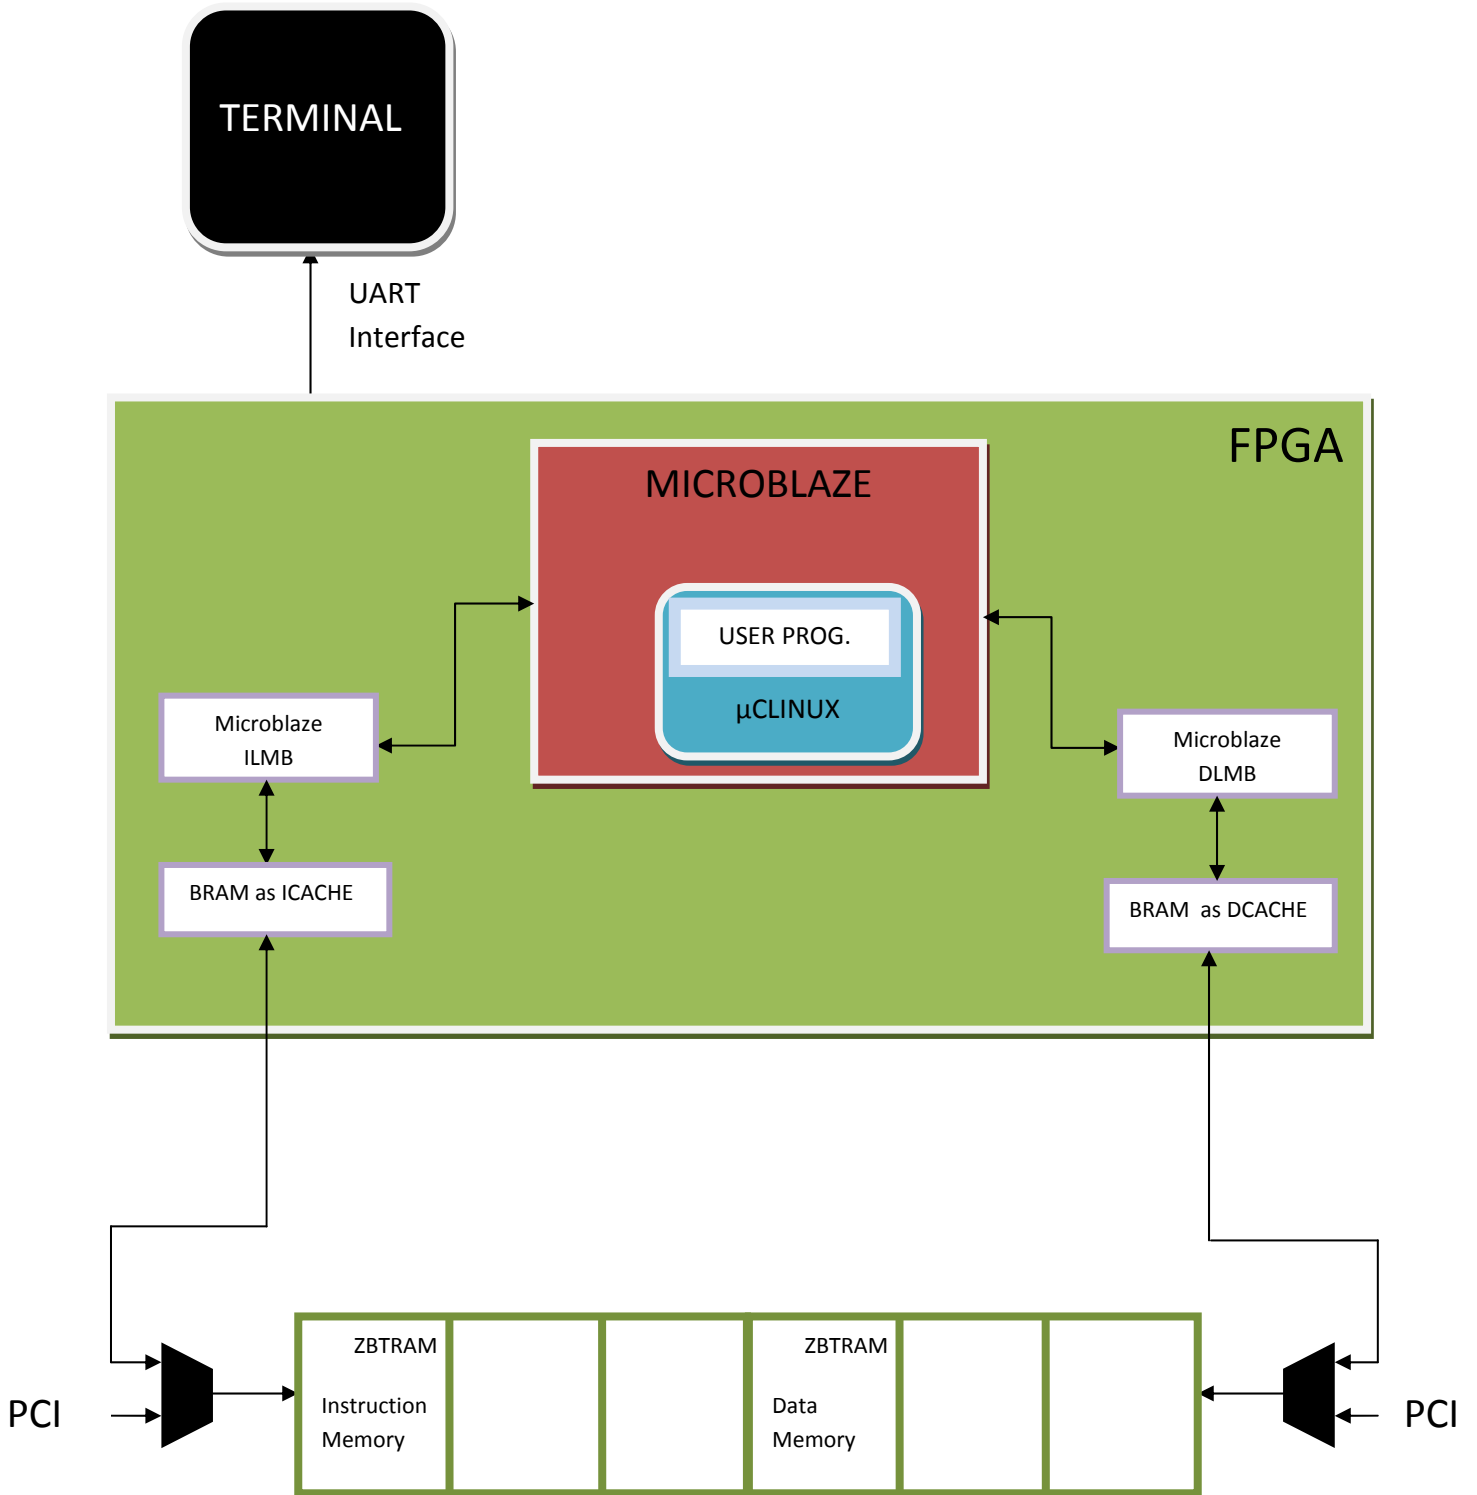 TERMINAL
UART
Interface
FPGA
MICROBLAZE
USER PROG.
µCLINUX
Microblaze
ILMB
Microblaze
DLMB
BRAM as ICACHE
BRAM  as DCACHE
ZBTRAM
Instruction
Memory
ZBTRAM
Data
Memory
PCI
PCI